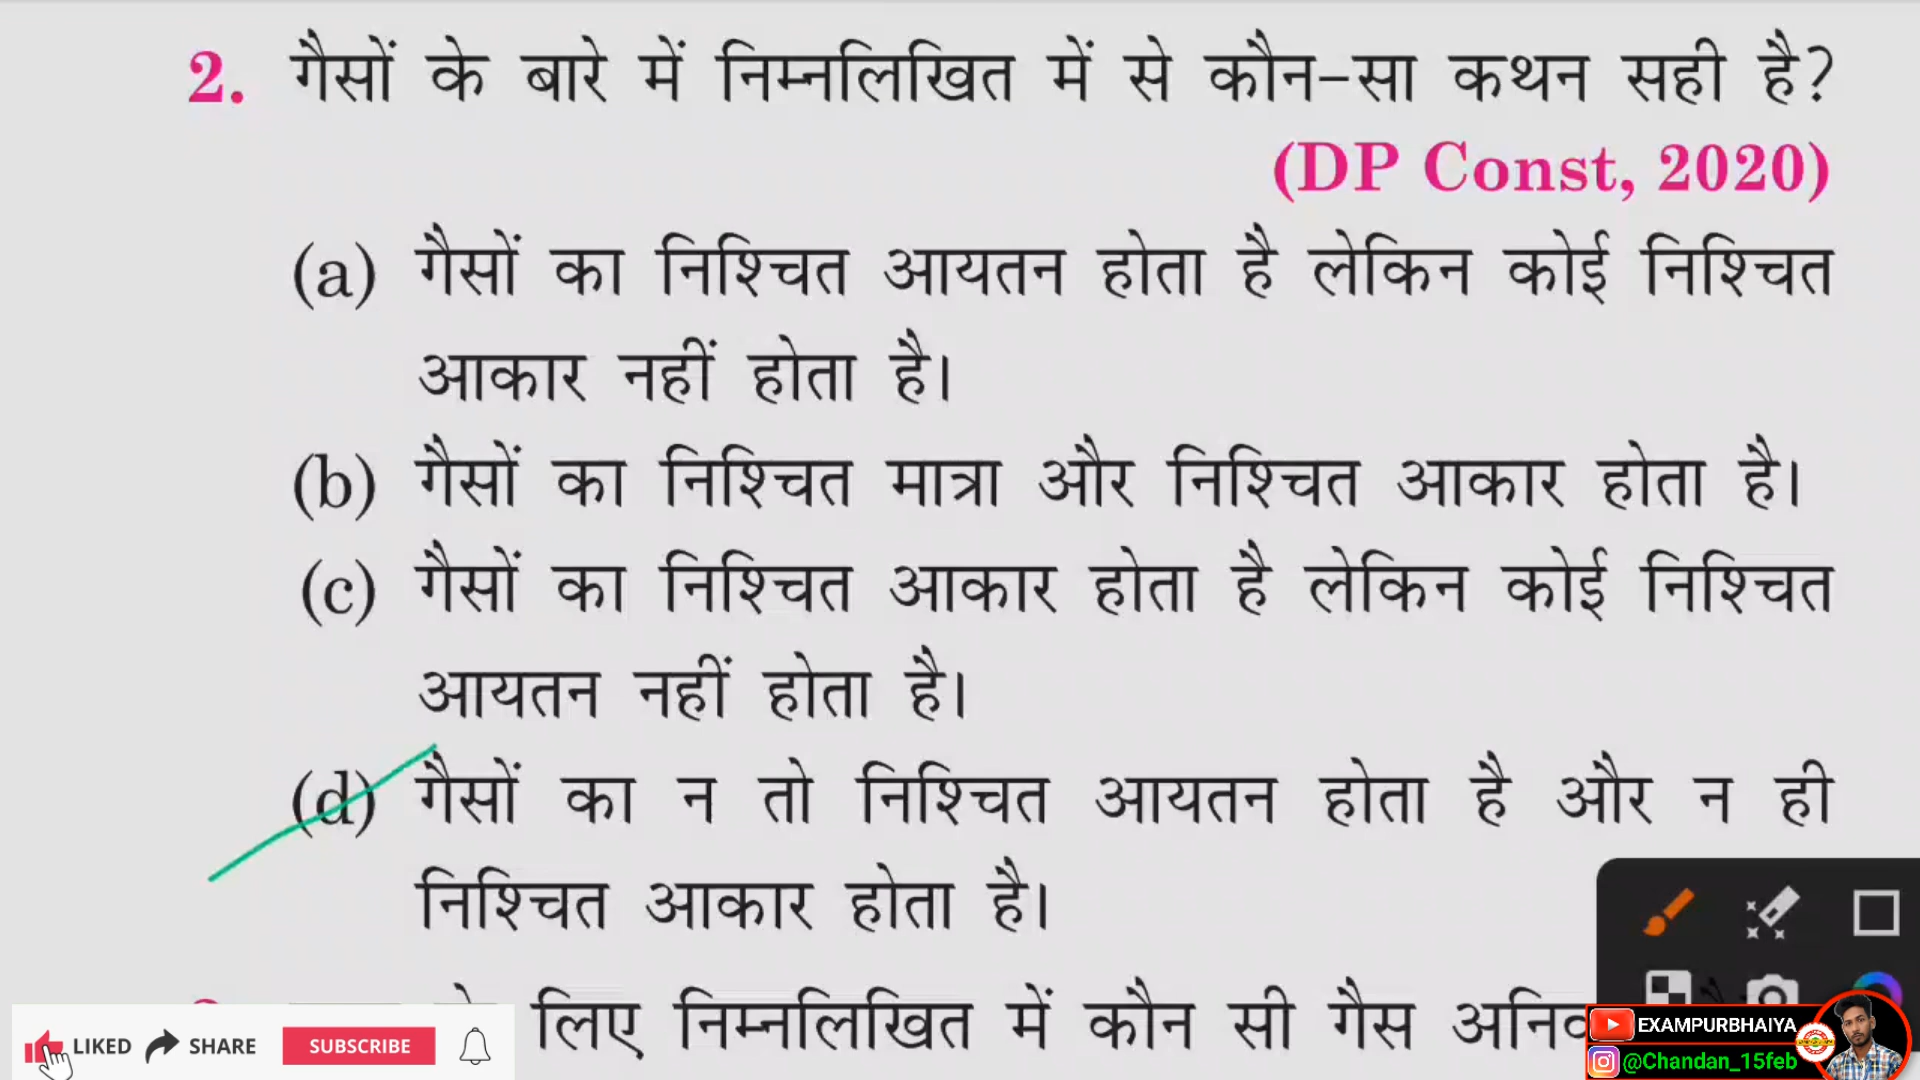 2. गैसों के बारे में निम्नलिखित में से कौन-सा कथन सही है?
(DP Const, 2020)
(a) गैसों का निश्चित आयतन होता है लेकिन कोई निश्चित
आकार नहीं होता है।
(b) गैसों का निश्चित मात्रा और निश्चित आकार होता है।
(c) गैसों का निश्चित आकार होता है लेकिन कोई निश्चित
आयतन नहीं होता है।
(d) गैसों का न तो निश्चित आयतन होता है और न ही
निश्चित आकार होता है।
लिए निम्नलिखित में कौन सी गैस
LIKED SHARE SUBSCRIBE
EXAMPURBHAIYA
@Chandan_15feb